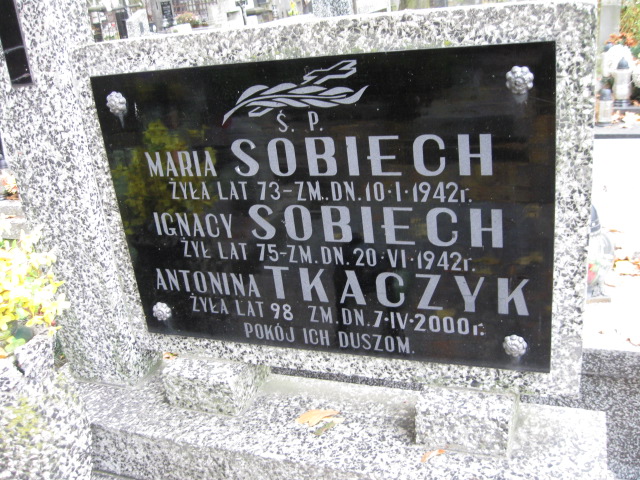 Ś. P.
MARIA SOBIECH
ŻYŁA LAT 73-ZM. DN. 10·I·1942r.
IGNACY SOBIECH
ŻYŁ LAT 75-ZM. DN. 20·VI·1942r.
ANTONINA TKACZYK
ŻYŁA LAT 98 ZM. DN. 7·IV·2000r.
POKÓJ ICH DUSZOM.